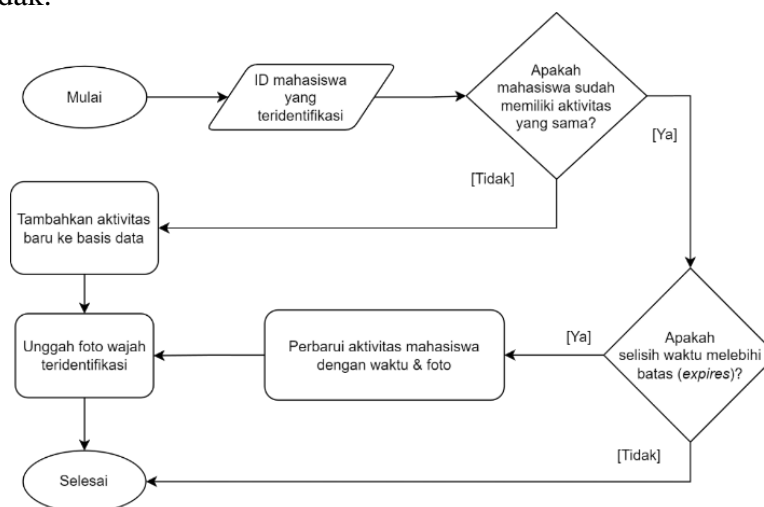 dak.
Mulai
ID mahasiswa
yang
teridentifikasi
Apakah
mahasiswa sudah
memiliki aktivitas
yang sama?
[Ya]
[Tidak]
Tambahkan aktivitas
baru ke basis data
Unggah foto wajah
teridentifikasi
Perbarui aktivitas mahasiswa
dengan waktu & foto
[Ya]
Apakah
selisih waktu melebihi
batas (expires)?
[Tidak]
Selesai